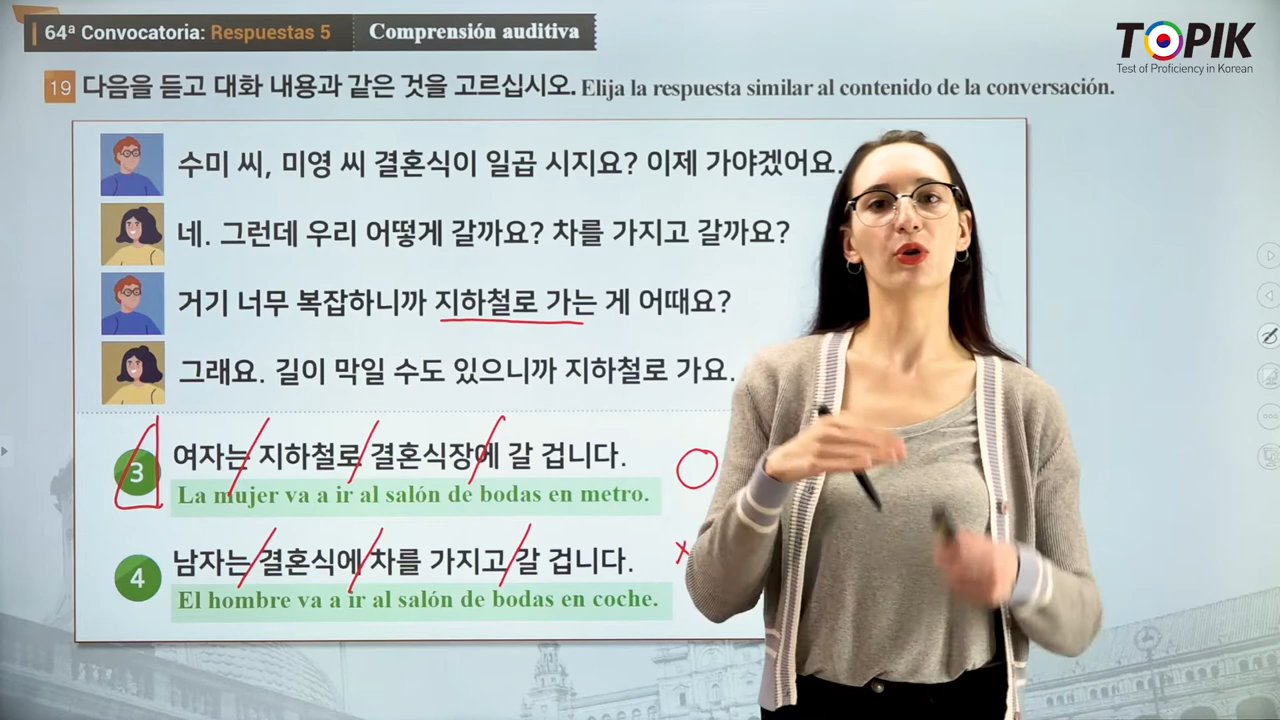 64ª Convocatoria: Respuestas 5
Comprensión auditiva
TOPIK
Test of Proficiency in Korean
19 다음을 듣고 대화 내용과 같은 것을 고르십시오. Elija la respuesta similar al contenido de la conversación.
수미 씨, 미영 씨 결혼식이 일곱 시지요? 이제 가야겠어요.
네. 그런데 우리 어떻게 갈까요? 차를 가지고 갈까요?
거기 너무 복잡하니까 지하철로 가는 게 어때요?
그래요. 길이 막일 수도 있으니까 지하철로 가요.
3 여자는 지하철로 결혼식장에 갈 겁니다.
La mujer va a ir al salón de bodas en metro.
4 남자는 결혼식에 차를 가지고 갈 겁니다.
El hombre va a ir al salón de bodas en coche.